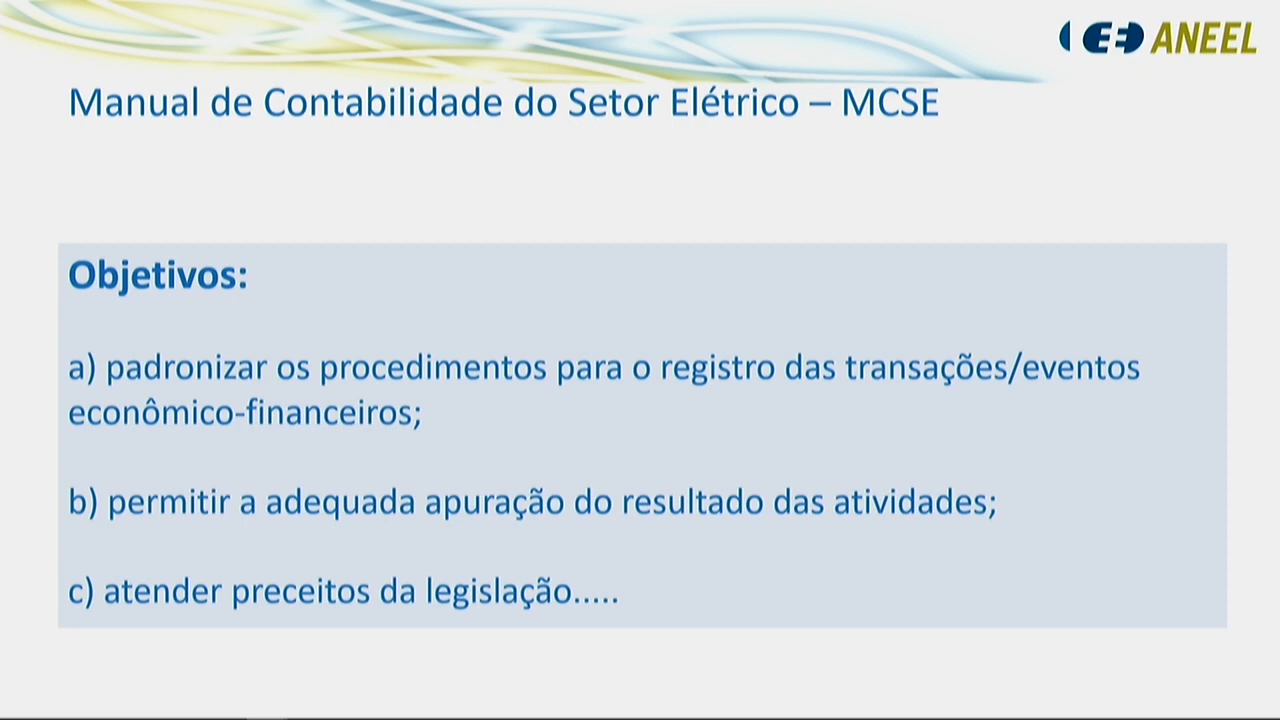 ANEEL
Manual de Contabilidade do Setor Elétrico – MCSE
Objetivos:
a) padronizar os procedimentos para o registro das transações/eventos
econômico-financeiros;
b) permitir a adequada apuração do resultado das atividades;
c) atender preceitos da legislação.....